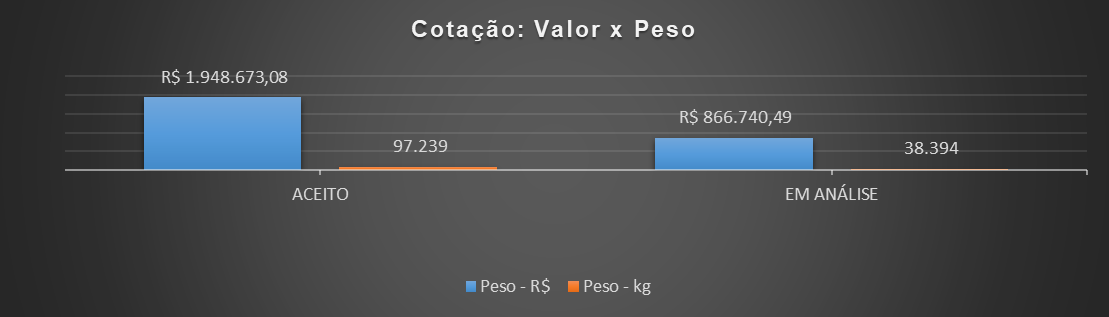 Cotação: Valor x Peso
R$ 1.948.673,08
97.239
R$ 866.740,49
38.394
ACEITO
EM ANÁLISE
Peso - R$
Peso - kg